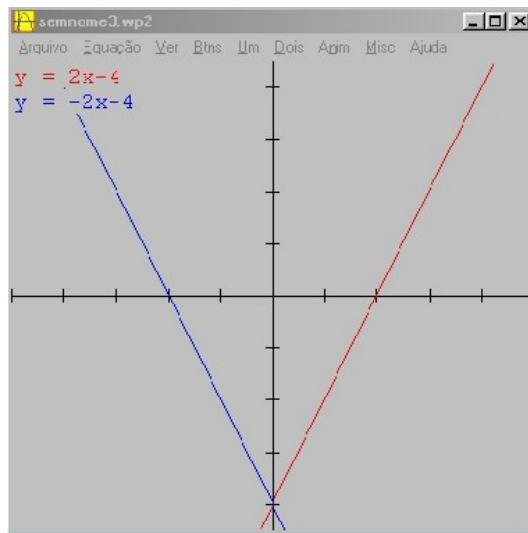 semnome3.wp2
Arquivo Equação Ver Btns Um Dois Anim Misc Ajuda
y = 2x-4
y = -2x-4